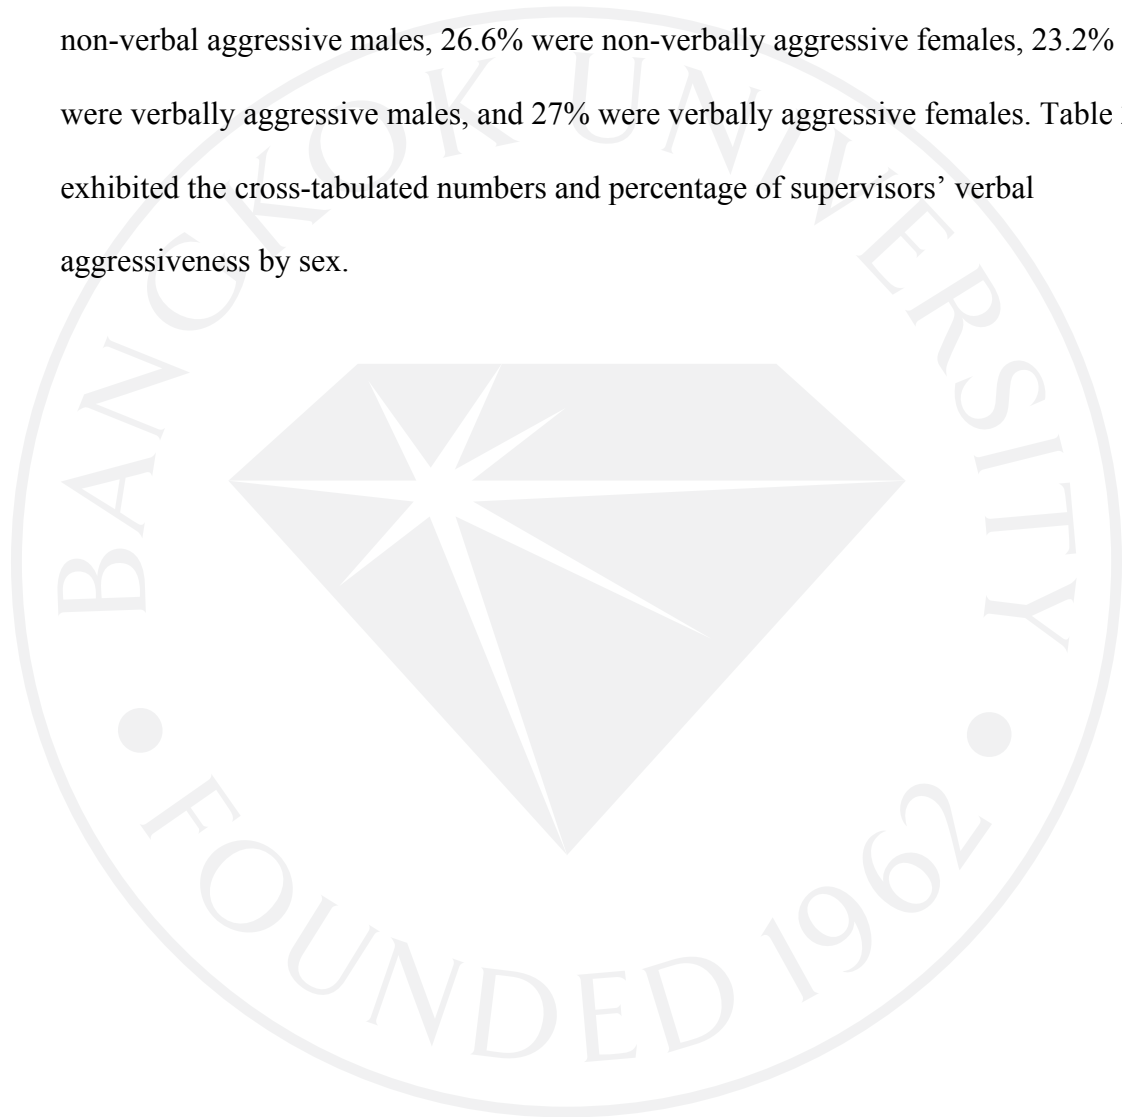 non-verbal aggressive males, 26.6% were non-verbally aggressive females, 23.2%
were verbally aggressive males, and 27% were verbally aggressive females. Table
exhibited the cross-tabulated numbers and percentage of supervisors’ verbal
aggressiveness by sex.
BANGKOK UNIVERSITY
• FOUNDED 1962 •